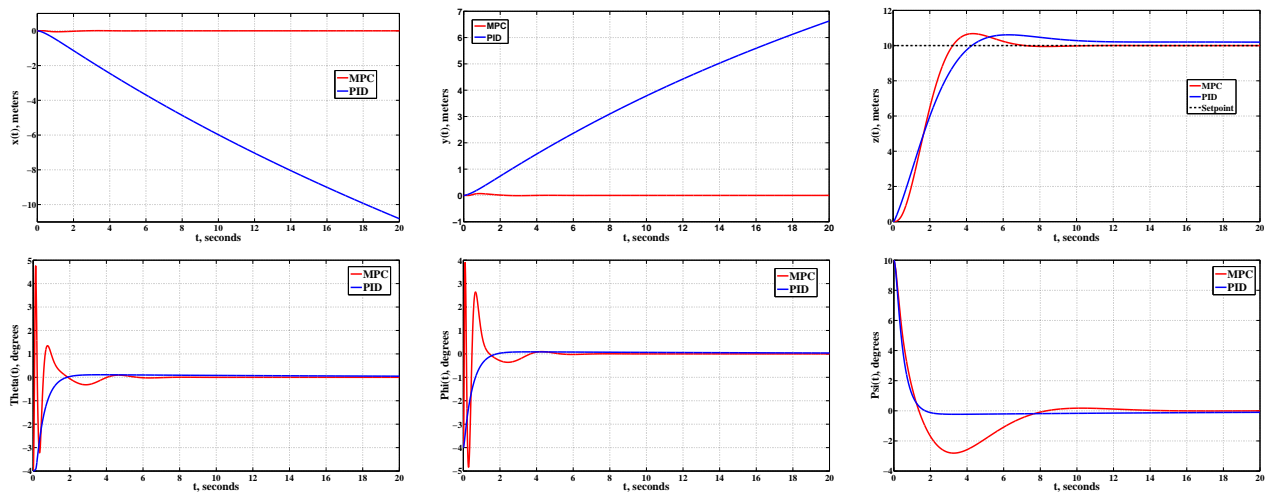 0
−2
−4
−6
−8
−10
x(t), meters
MPC
PID
0 2 4 6 8 10 12 14 16 18 20
t, seconds
7
6
5
4
3
2
1
0
−1
y(t), meters
MPC
PID
0 2 4 6 8 10 12 14 16 18 20
t, seconds
12
10
8
6
4
2
0
z(t), meters
MPC
PID
Setpoint
0 2 4 6 8 10 12 14 16 18 20
t, seconds
5
4
3
2
1
0
−1
−2
−3
−4
Theta(t), degrees
MPC
PID
0 2 4 6 8 10 12 14 16 18 20
t, seconds
4
3
2
1
0
−1
−2
−3
−4
−5
Phi(t), degrees
MPC
PID
0 2 4 6 8 10 12 14 16 18 20
t, seconds
10
8
6
4
2
0
−2
−4
Psi(t), degrees
MPC
PID
0 2 4 6 8 10 12 14 16 18 20
t, seconds